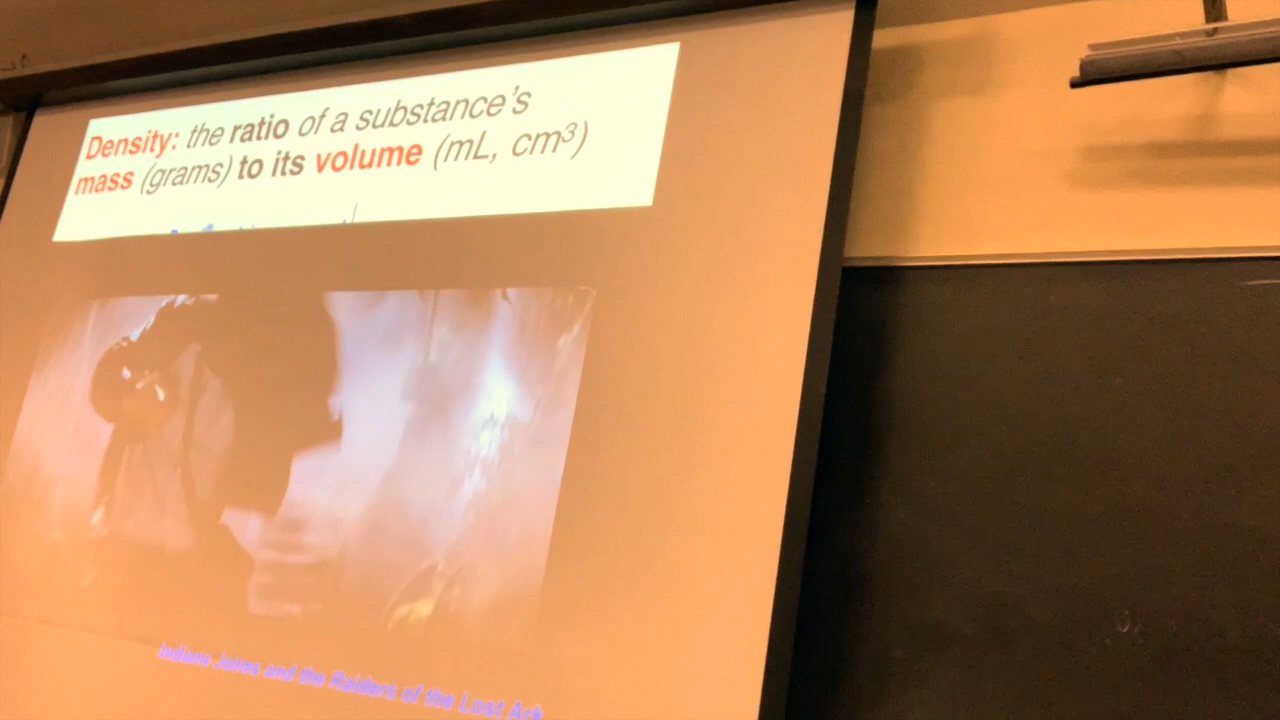 Density: the ratio of a substance's
mass (grams) to its volume (mL, cm³)
Indiana Jones and the Raiders of the Lost Ark